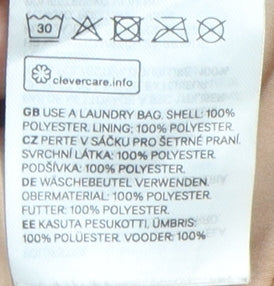 30
clevercare.info
GB USE A LAUNDRY BAG. SHELL: 100%
POLYESTER. LINING; 100% POLYESTER.
CZ PERTE V SÁČKU PRO ŠETRNÉ PRANÍ.
SVRCHNÍ LÁTKA: 100% POLYESTER.
PODŠÍVKA: 100% POLYESTER.
DE WÄSCHEBEUTEL VERWENDEN.
OBERMATERIAL: 100% POLYESTER.
FUTTER: 100% POLYESTER.
EE KASUTA PESUKOTTI. ÜMBRIS:
100% POLÜESTER. VOODER: 100%